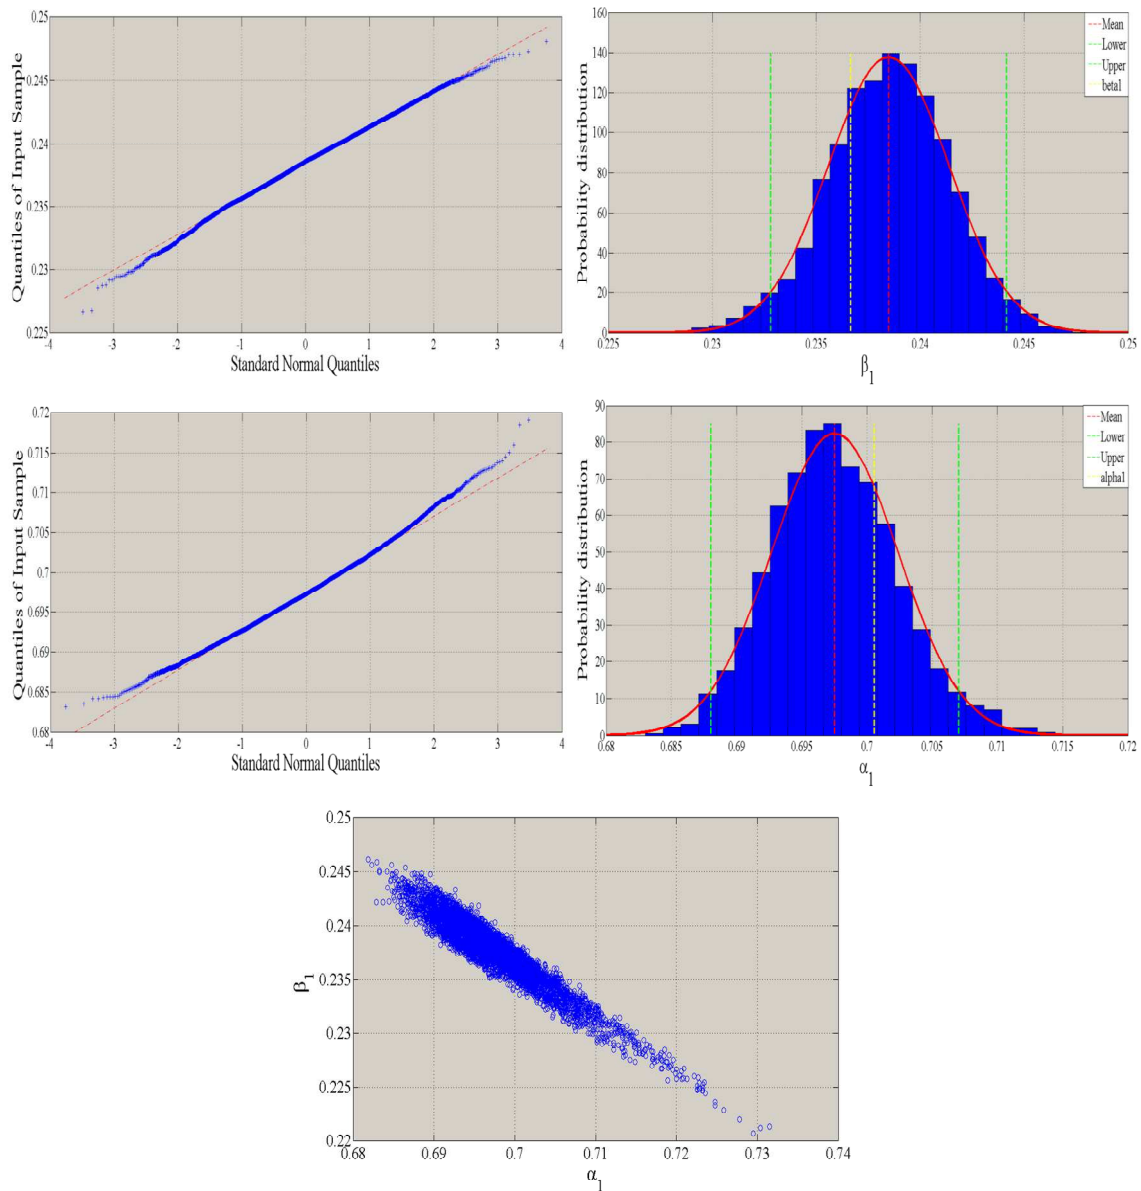 0.25
0.245
0.24
0.235
0.23
0.225
Quantiles of Input Sample
-4 -3 -2 -1 0 1 2 3 4
Standard Normal Quantiles
160
140
120
100
80
60
40
20
0
Probability distribution
Mean
Lower
Upper
beta1
0.225 0.23 0.235 0.24 0.245 0.25
β1
0.72
0.715
0.71
0.705
0.7
0.695
0.69
0.685
0.68
Quantiles of Input Sample
-4 -3 -2 -1 0 1 2 3 4
Standard Normal Quantiles
90
80
70
60
50
40
30
20
10
0
Probability distribution
Mean
Lower
Upper
alpha1
0.68 0.685 0.69 0.695 0.7 0.705 0.71 0.715 0.72
α1
0.25
0.245
0.24
0.235
0.23
0.225
0.22
β1
0.68 0.69 0.7 0.71 0.72 0.73 0.74
α1